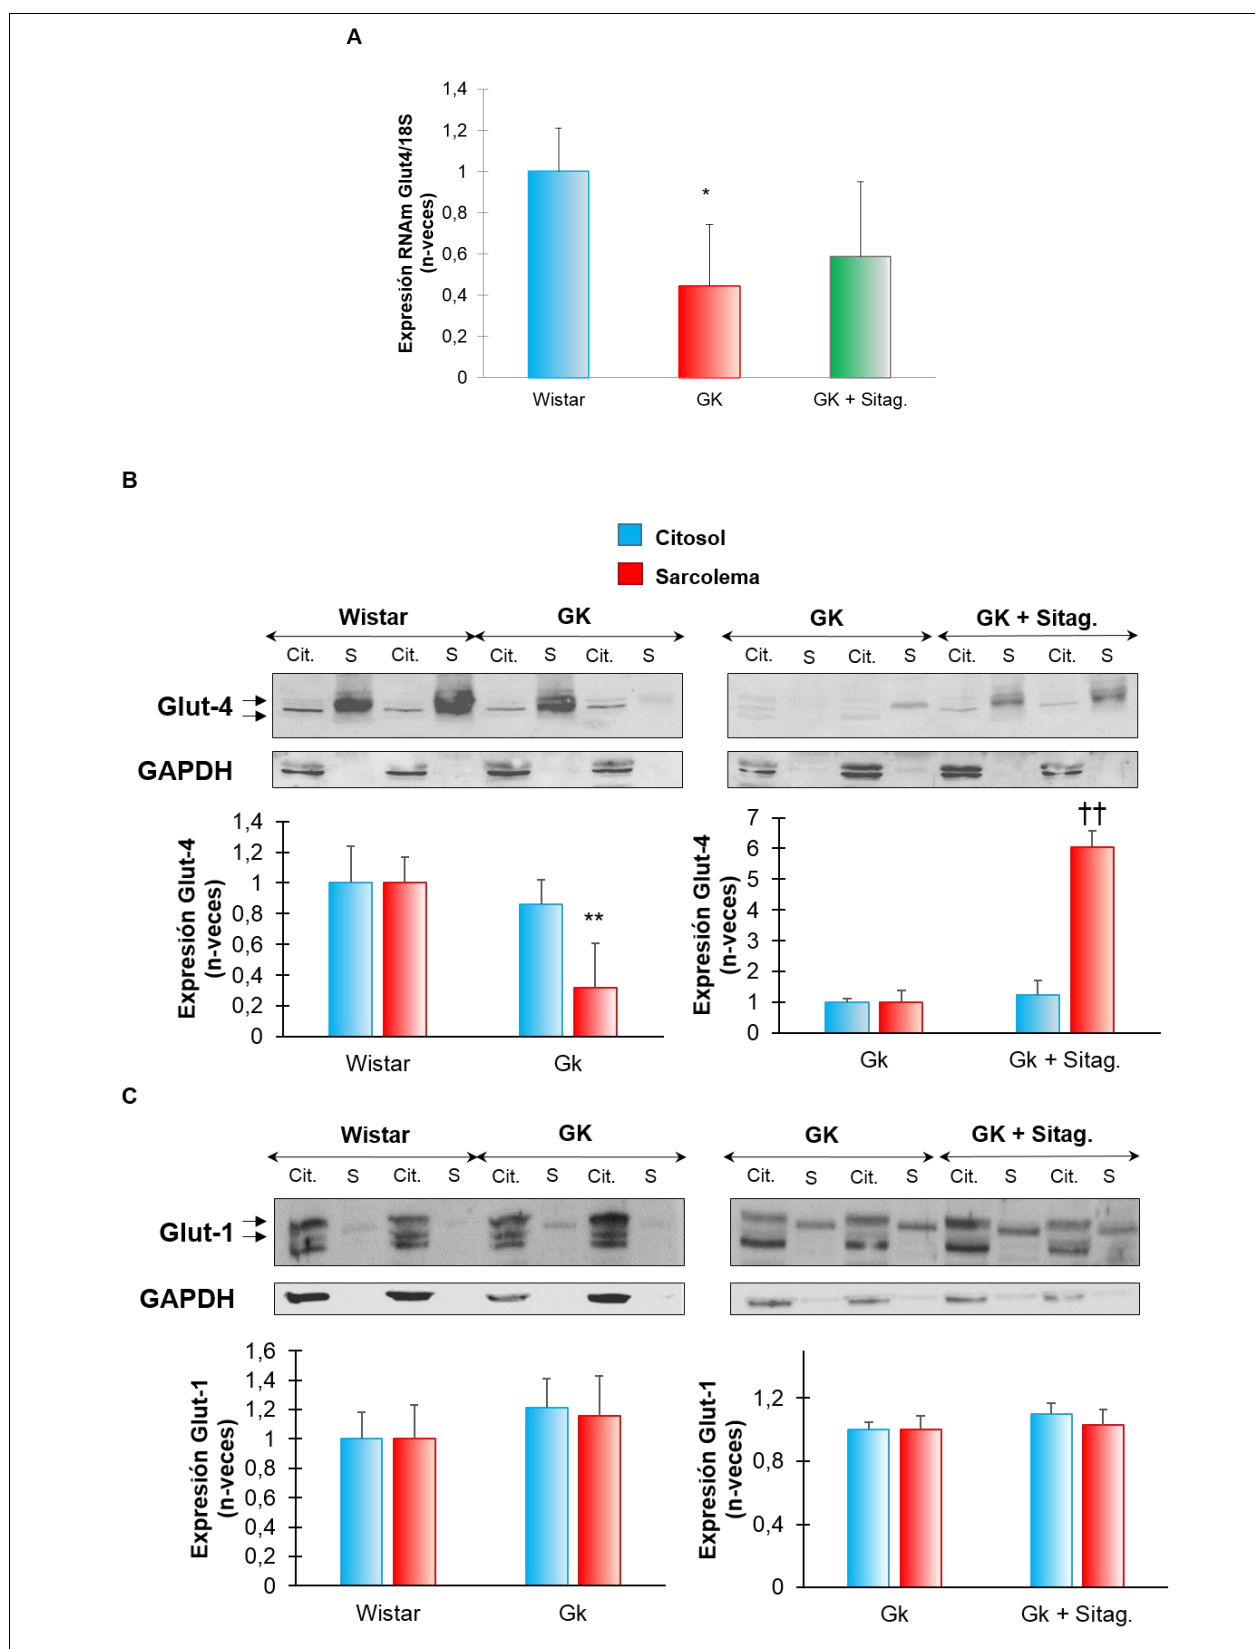 A
Expresión RNAm Glut4/18S
(n-veces)
1,4
1,2
1
0,8
0,6
0,4
0,2
0
*
Wistar GK GK + Sitag.
B
Citosol
Sarcolema
Wistar GK GK GK + Sitag.
Cit. S Cit. S Cit. S Cit. S Cit. S Cit. S Cit. S Cit. S
Glut-4
GAPDH
Expresión Glut-4
(n-veces)
1,4
1,2
1
0,8
0,6
0,4
0,2
0
**
Wistar Gk
Expresión Glut-4
(n-veces)
7
6
5
4
3
2
1
0
††
Gk Gk + Sitag.
C
Wistar GK GK GK + Sitag.
Cit. S Cit. S Cit. S Cit. S Cit. S Cit. S Cit. S Cit. S
Glut-1
GAPDH
Expresión Glut-1
(n-veces)
1,6
1,4
1,2
1
0,8
0,6
0,4
0,2
0
Wistar Gk
Expresión Glut-1
(n-veces)
1,2
0,8
0,4
0
Gk Gk + Sitag.